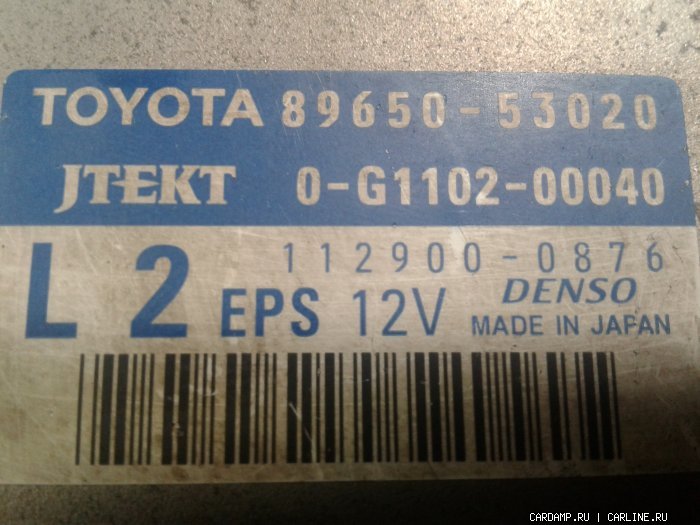 TOYOTA 89650-53020
JTEKT 0-G1102-00040
112900-0876
L 2 EPS 12V DENSO
MADE IN JAPAN
CARDAMP.RU | CARLINE.RU